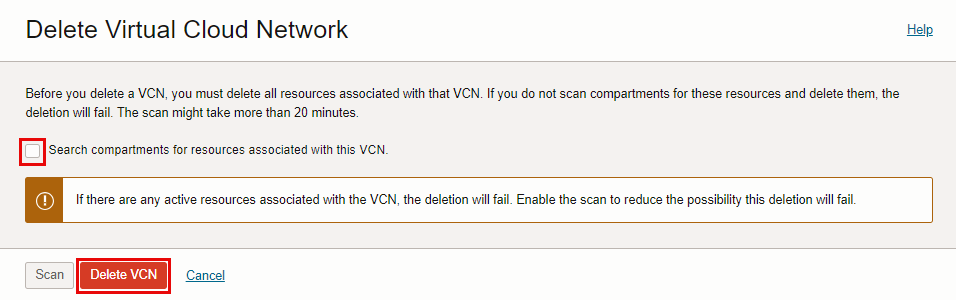 Delete Virtual Cloud Network
Help
Before you delete a VCN, you must delete all resources associated with that VCN. If you do not scan compartments for these resources and delete them, the
deletion will fail. The scan might take more than 20 minutes.
Search compartments for resources associated with this VCN.
If there are any active resources associated with the VCN, the deletion will fail. Enable the scan to reduce the possibility this deletion will fail.
Scan Delete VCN Cancel